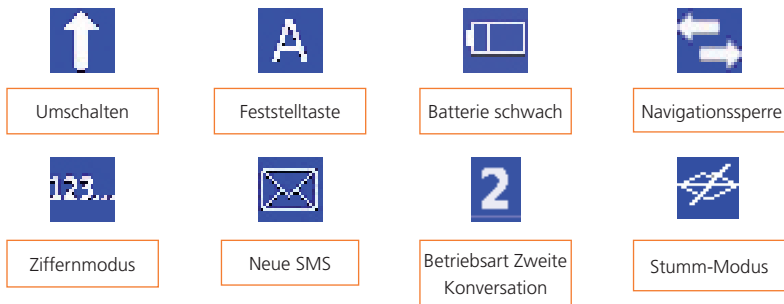 A
Umschalten
Feststelltaste
Batterie schwach
Navigationssperre
123...
2
Ziffernmodus
Neue SMS
Betriebsart Zweite
Konversation
Stumm-Modus